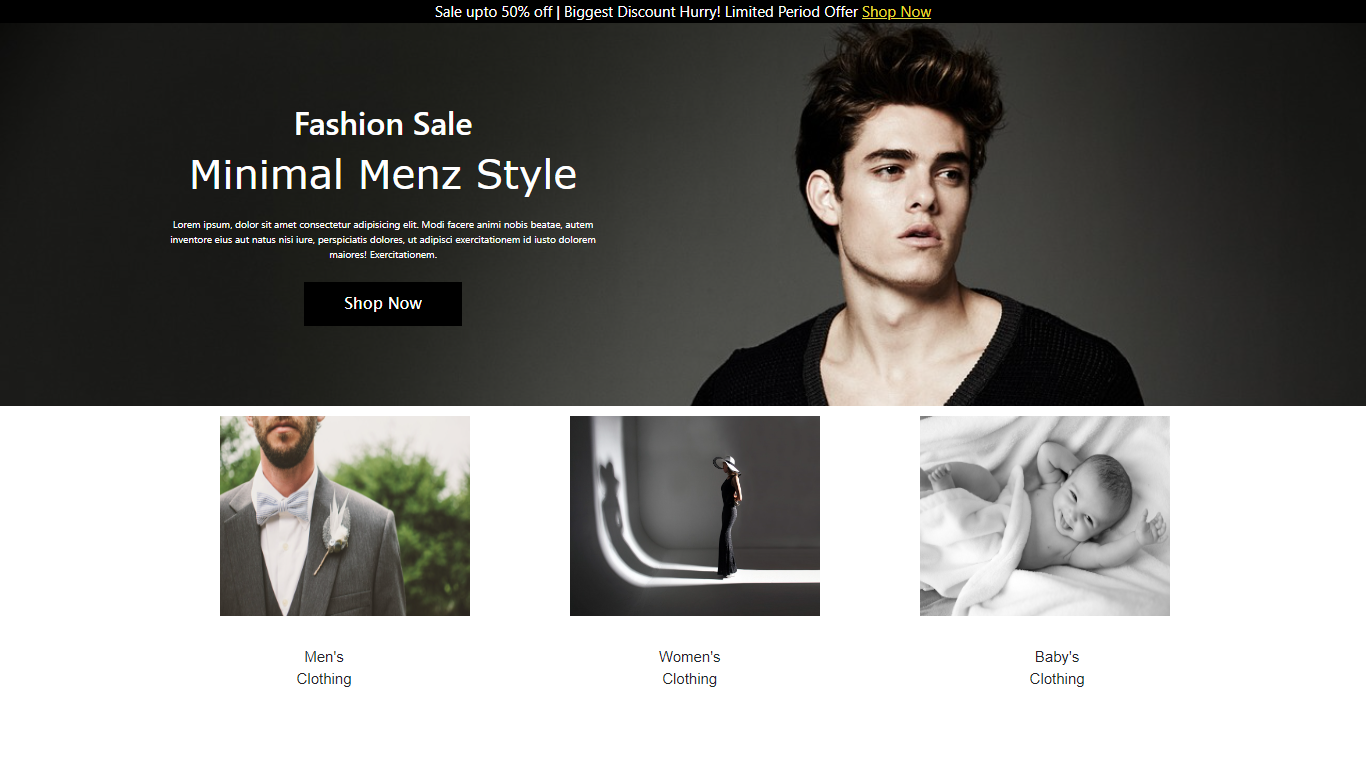 Sale upto 50% off | Biggest Discount Hurry! Limited Period Offer Shop Now
Fashion Sale
Minimal Menz Style
Lorem ipsum, dolor sit amet consectetur adipisicing elit. Modi facere animi nobis beatae, autem
inventore eius aut natus nisi iure, perspiciatis dolores, ut adipisci exercitationem id iusto dolorem
maiores! Exercitationem.
Shop Now
Men's
Clothing
Women's
Clothing
Baby's
Clothing